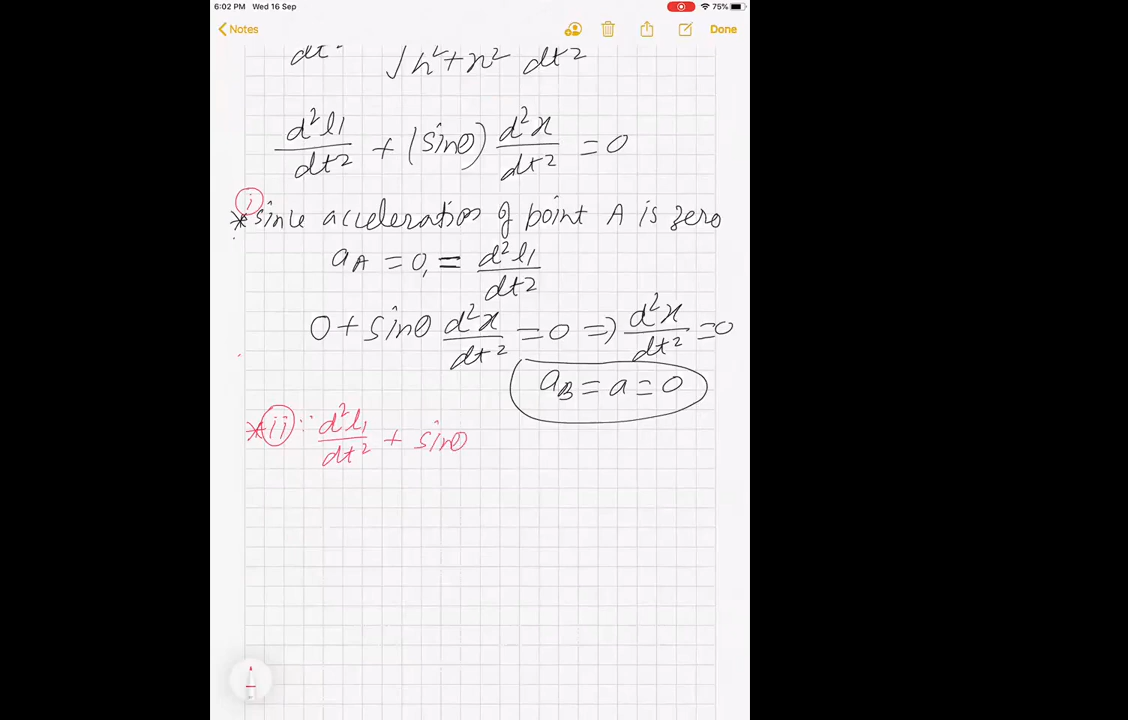 6:02 PM Wed 16 Sep 75%
Notes Done
dt² √h²+x² dt²
d²l₁/dt² + (sinθ) d²x/dt² = 0
i
*since acceleration of point A is zero
a_A = 0, = d²l₁/dt²
0 + sinθ d²x/dt² = 0 ⇒ d²x/dt² = 0
a_B = a = 0
*ii ∵ d²l₁/dt² + sinθ